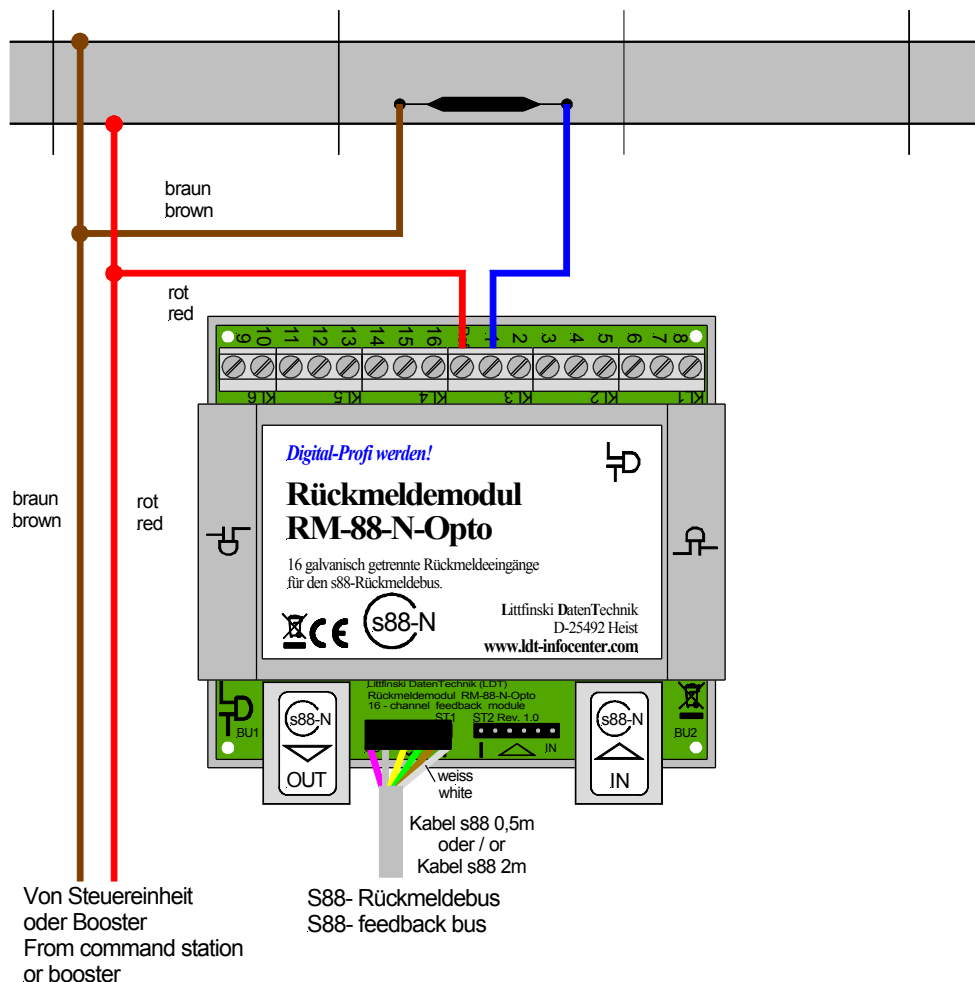 braun
brown
rot
red
9 10 11 12 13 14 15 16 1 2 3 4 5 6 7 8
KL6 KL5 KL4 KL3 KL2 KL1
braun
brown
rot
red
Digital-Profi werden!
Rückmeldemodul
RM-88-N-Opto
16 galvanisch getrennte Rückmeldeeingänge
für den s88-Rückmeldebus.
CE
s88-N
Littfinski DatenTechnik
D-25492 Heist
www.ldt-infocenter.com
Littfinski DatenTechnik (LDT)
Rückmeldemodul RM-88-N-Opto
16 - channel feedback module
ST1 ST2 Rev. 1.0
BU1
s88-N
OUT
IN
s88-N
IN
BU2
weiss
white
Kabel s88 0,5m
oder / or
Kabel s88 2m
Von Steuereinheit
oder Booster
From command station
or booster
S88- Rückmeldebus
S88- feedback bus